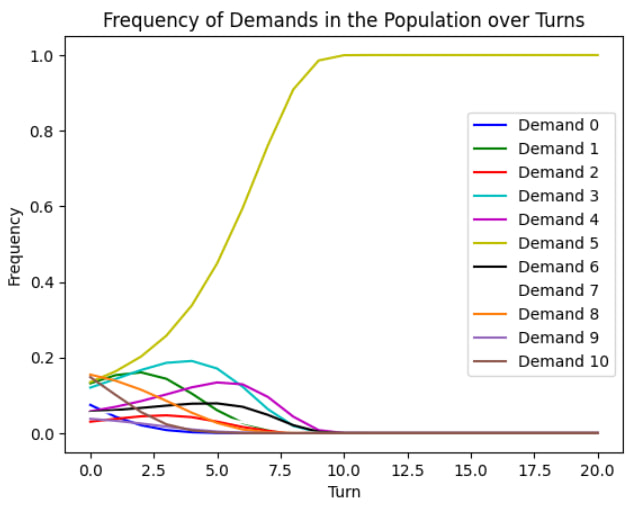 Frequency of Demands in the Population over Turns
1.0
0.8
0.6
0.4
0.2
0.0
Frequency
Demand 0
Demand 1
Demand 2
Demand 3
Demand 4
Demand 5
Demand 6
Demand 7
Demand 8
Demand 9
Demand 10
0.0 2.5 5.0 7.5 10.0 12.5 15.0 17.5 20.0
Turn